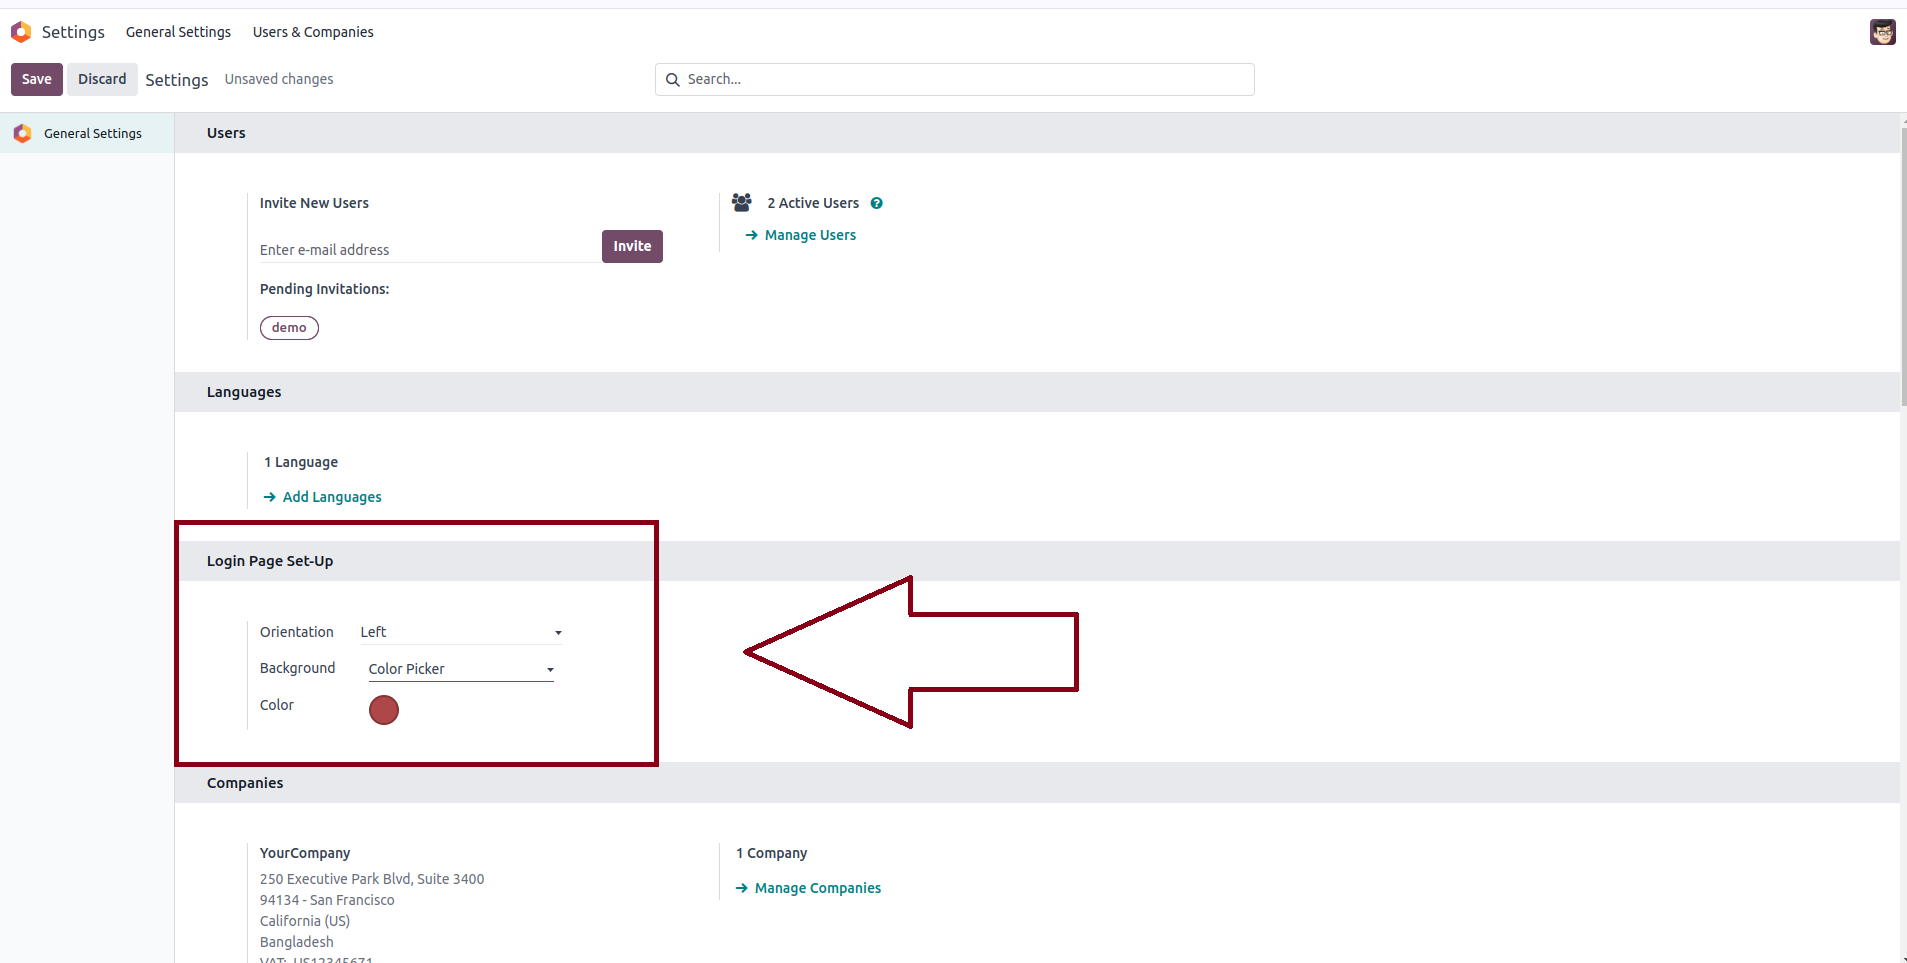 Settings General Settings Users & Companies
Save Discard Settings Unsaved changes Search...
General Settings
Users
Invite New Users
2 Active Users
Enter e-mail address
Invite
Manage Users
Pending Invitations:
demo
Languages
1 Language
Add Languages
Login Page Set-Up
Orientation Left
Background Color Picker
Color
Companies
YourCompany
1 Company
250 Executive Park Blvd, Suite 3400
Manage Companies
94134 - San Francisco
California (US)
Bangladesh
VAT: US12345671